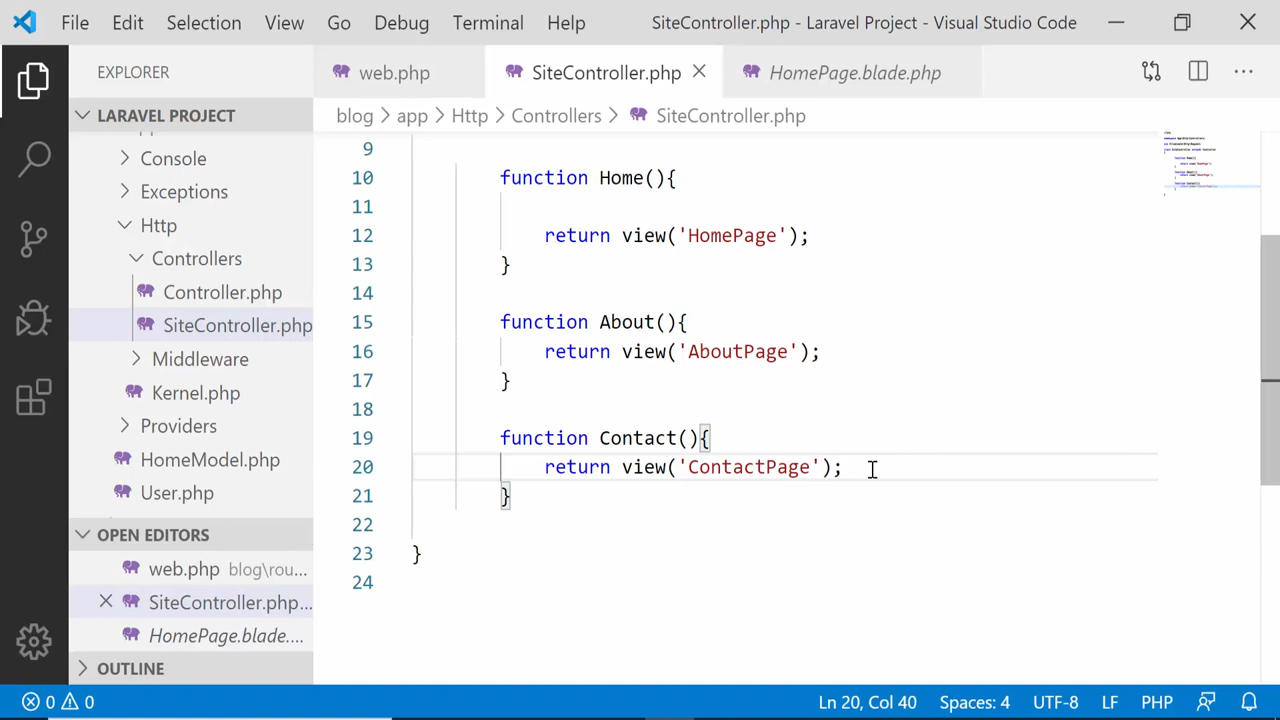 File Edit Selection View Go Debug Terminal Help SiteController.php - Laravel Project - Visual Studio Code
EXPLORER
web.php SiteController.php HomePage.blade.php
LARAVEL PROJECT
blog > app > Http > Controllers > SiteController.php
Console
Exceptions
Http
Controllers
Controller.php
SiteController.php
Middleware
Kernel.php
Providers
HomeModel.php
User.php
OPEN EDITORS
web.php blog\rou...
SiteController.php...
HomePage.blade....
OUTLINE
9
10 function Home(){
11
12 return view('HomePage');
13 }
14
15 function About(){
16 return view('AboutPage');
17 }
18
19 function Contact(){
20 return view('ContactPage');
21 }
22
23 }
24
0 0 Ln 20, Col 40 Spaces: 4 UTF-8 LF PHP